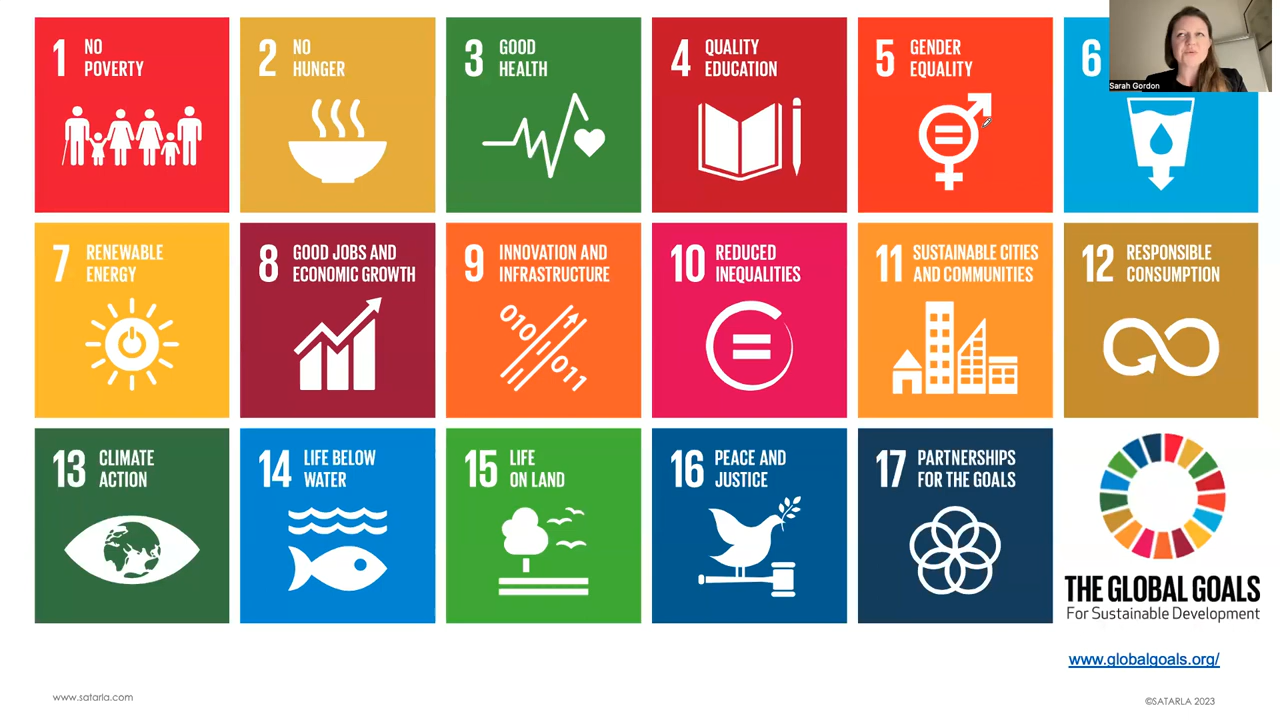 1 NO
POVERTY
2 NO
HUNGER
3 GOOD
HEALTH
4 QUALITY
EDUCATION
5 GENDER
EQUALITY
6
Sarah Gordon
7 RENEWABLE
ENERGY
8 GOOD JOBS AND
ECONOMIC GROWTH
9 INNOVATION AND
INFRASTRUCTURE
010
011
10 REDUCED
INEQUALITIES
11 SUSTAINABLE CITIES
AND COMMUNITIES
12 RESPONSIBLE
CONSUMPTION
13 CLIMATE
ACTION
14 LIFE BELOW
WATER
15 LIFE
ON LAND
16 PEACE AND
JUSTICE
17 PARTNERSHIPS
FOR THE GOALS
THE GLOBAL GOALS
For Sustainable Development
www.globalgoals.org/
www.satarla.com
©SATARLA 2023